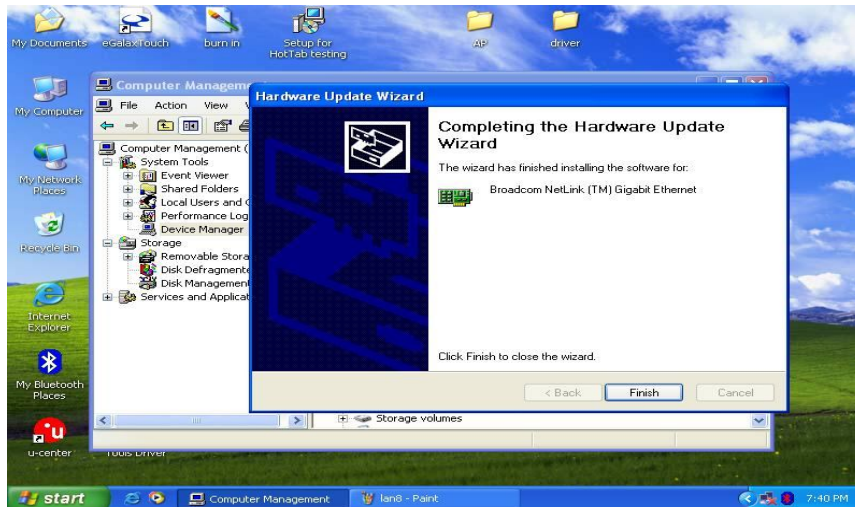 My Documents
eGalaxTouch
burn in
Setup for
HotTab testing
AP
driver
My Computer
My Network
Places
Recycle Bin
Internet
Explorer
My Bluetooth
Places
u-center
Tools Driver
Computer Managem
File Action View
Computer Management (
System Tools
Event Viewer
Shared Folders
Local Users and
Performance Log
Device Manager
Storage
Removable Stora
Disk Defragmente
Disk Management
Services and Applicat
Storage volumes
Hardware Update Wizard
Completing the Hardware Update
Wizard
The wizard has finished installing the software for:
Broadcom NetLink (TM) Gigabit Ethernet
Click Finish to close the wizard.
< Back Finish Cancel
start
Computer Management
lan8 - Paint
7:40 PM